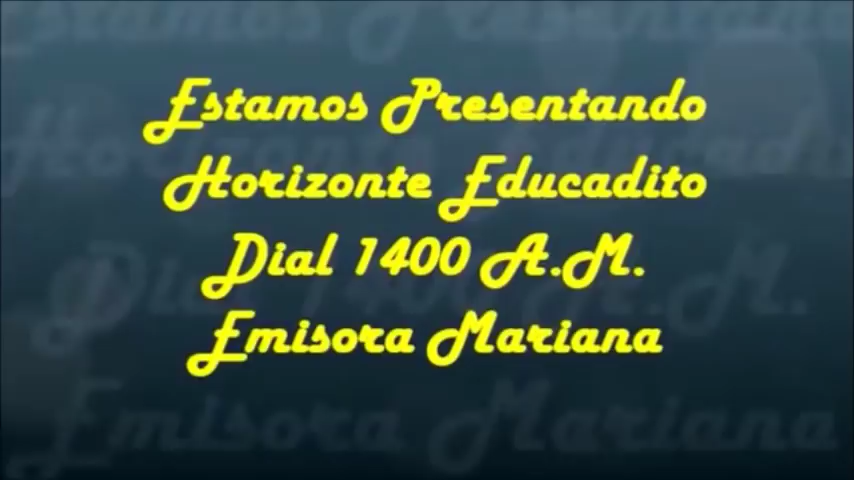 Estamos Presentando
Horizonte Educadito
Dial 1400 A.M.
Emisora Mariana